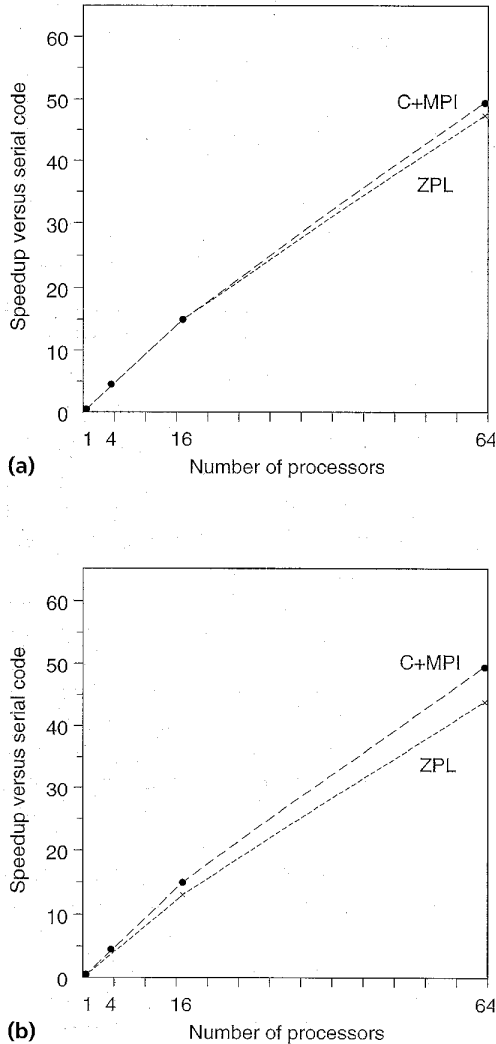 60
50
40
30
20
10
0
Speedup versus serial code
C+MPI
ZPL
1 4 16 64
Number of processors
(a)
60
50
40
30
20
10
0
Speedup versus serial code
C+MPI
ZPL
1 4 16 64
Number of processors
(b)